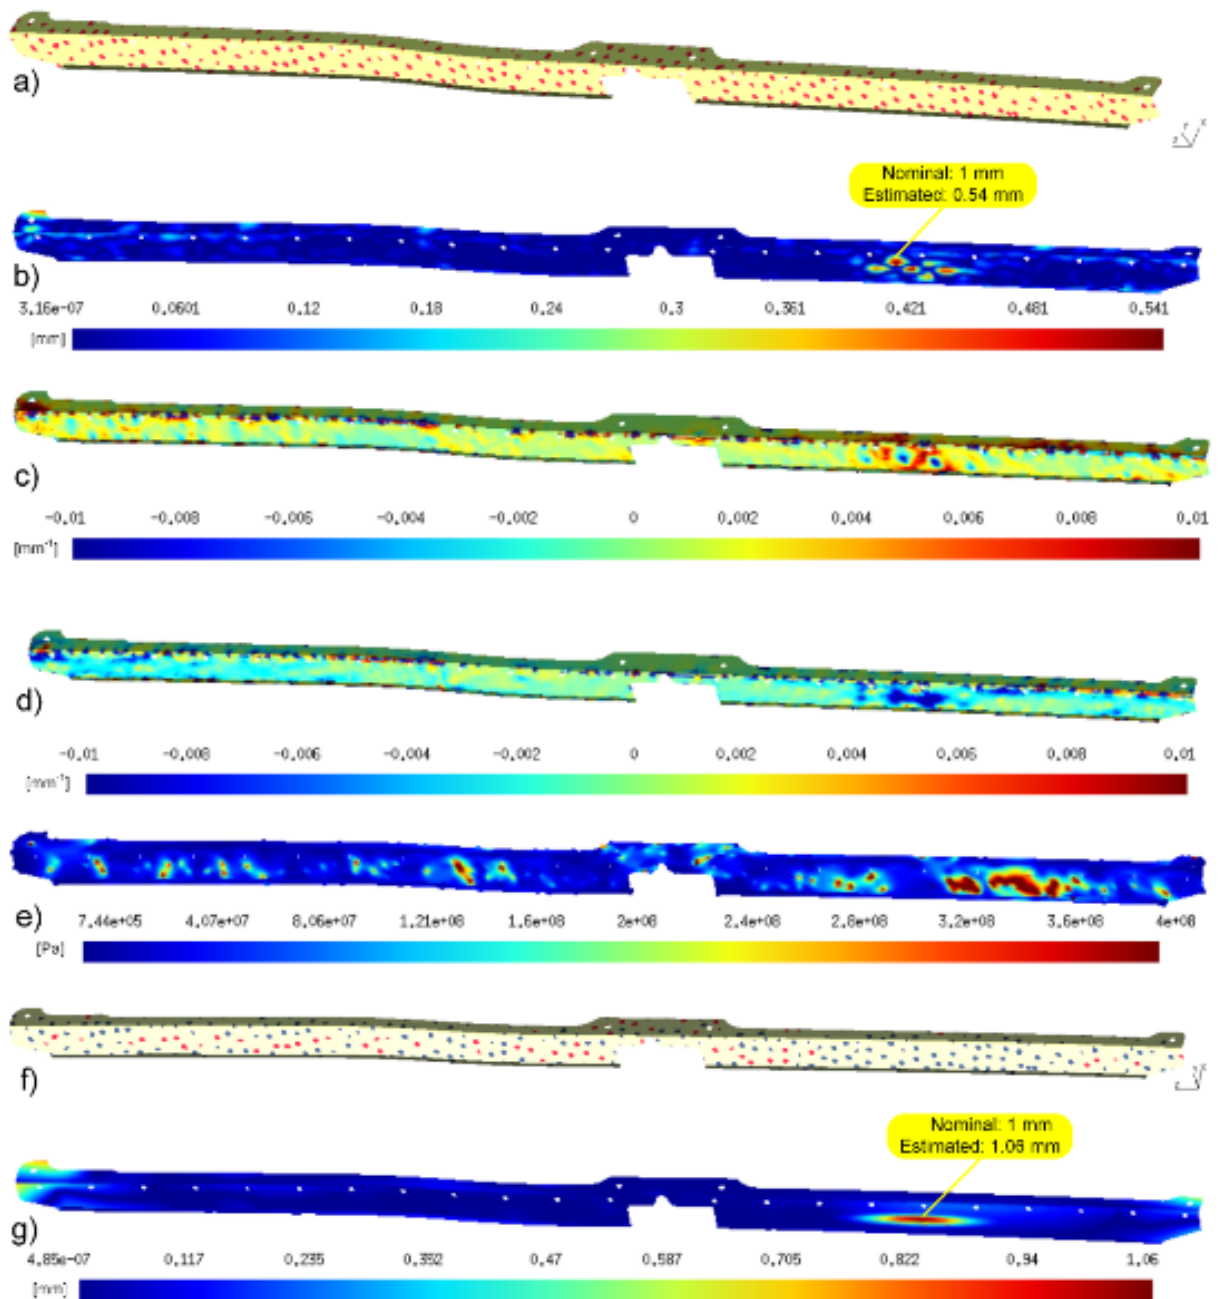 a)
Nominal: 1 mm
Estimated: 0.54 mm
b)
3.16e-07 0.0601 0.12 0.18 0.24 0.3 0.361 0.421 0.481 0.541
[mm]
c)
-0.01 -0.008 -0.006 -0.004 -0.002 0 0.002 0.004 0.006 0.008 0.01
[mm-1]
d)
-0.01 -0.008 -0.006 -0.004 -0.002 0 0.002 0.004 0.006 0.008 0.01
[mm-1]
e)
7.44e+05 4.07e+07 8.06e+07 1.21e+08 1.6e+08 2e+08 2.4e+08 2.8e+08 3.2e+08 3.6e+08 4e+08
[Pa]
f)
Nominal: 1 mm
Estimated: 1.06 mm
g)
4.85e-07 0.117 0.235 0.352 0.47 0.587 0.705 0.822 0.94 1.06
[mm]